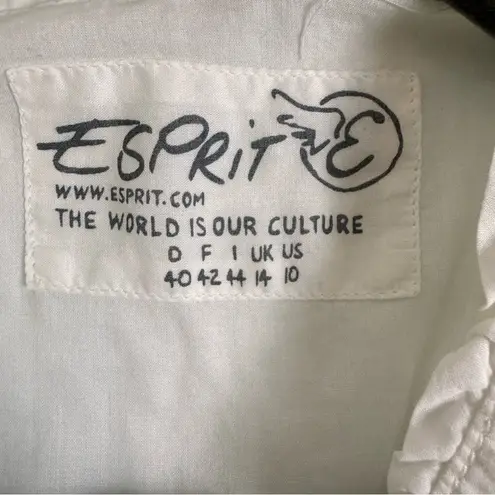 ESPRIT E
WWW.ESPRIT.COM
THE WORLD IS OUR CULTURE
D F I UK US
40 42 44 14 10